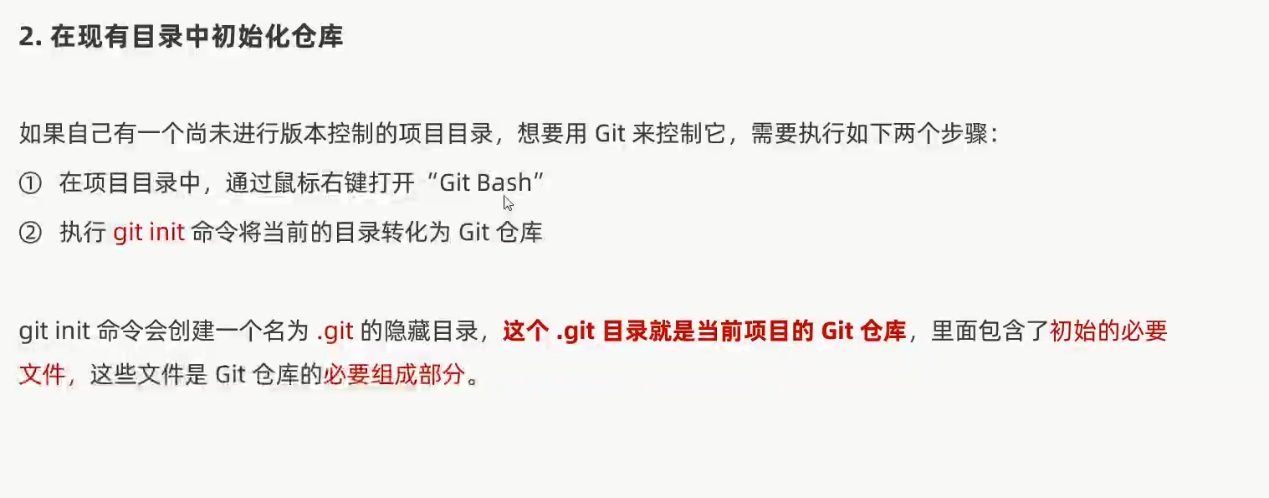 2. 在现有目录中初始化仓库
如果自己有一个尚未进行版本控制的项目目录，想要用 Git 来控制它，需要执行如下两个步骤：
① 在项目目录中，通过鼠标右键打开“Git Bash”
② 执行 git init 命令将当前的目录转化为 Git 仓库
git init 命令会创建一个名为 .git 的隐藏目录，这个 .git 目录就是当前项目的 Git 仓库，里面包含了初始的必要
文件，这些文件是 Git 仓库的必要组成部分。